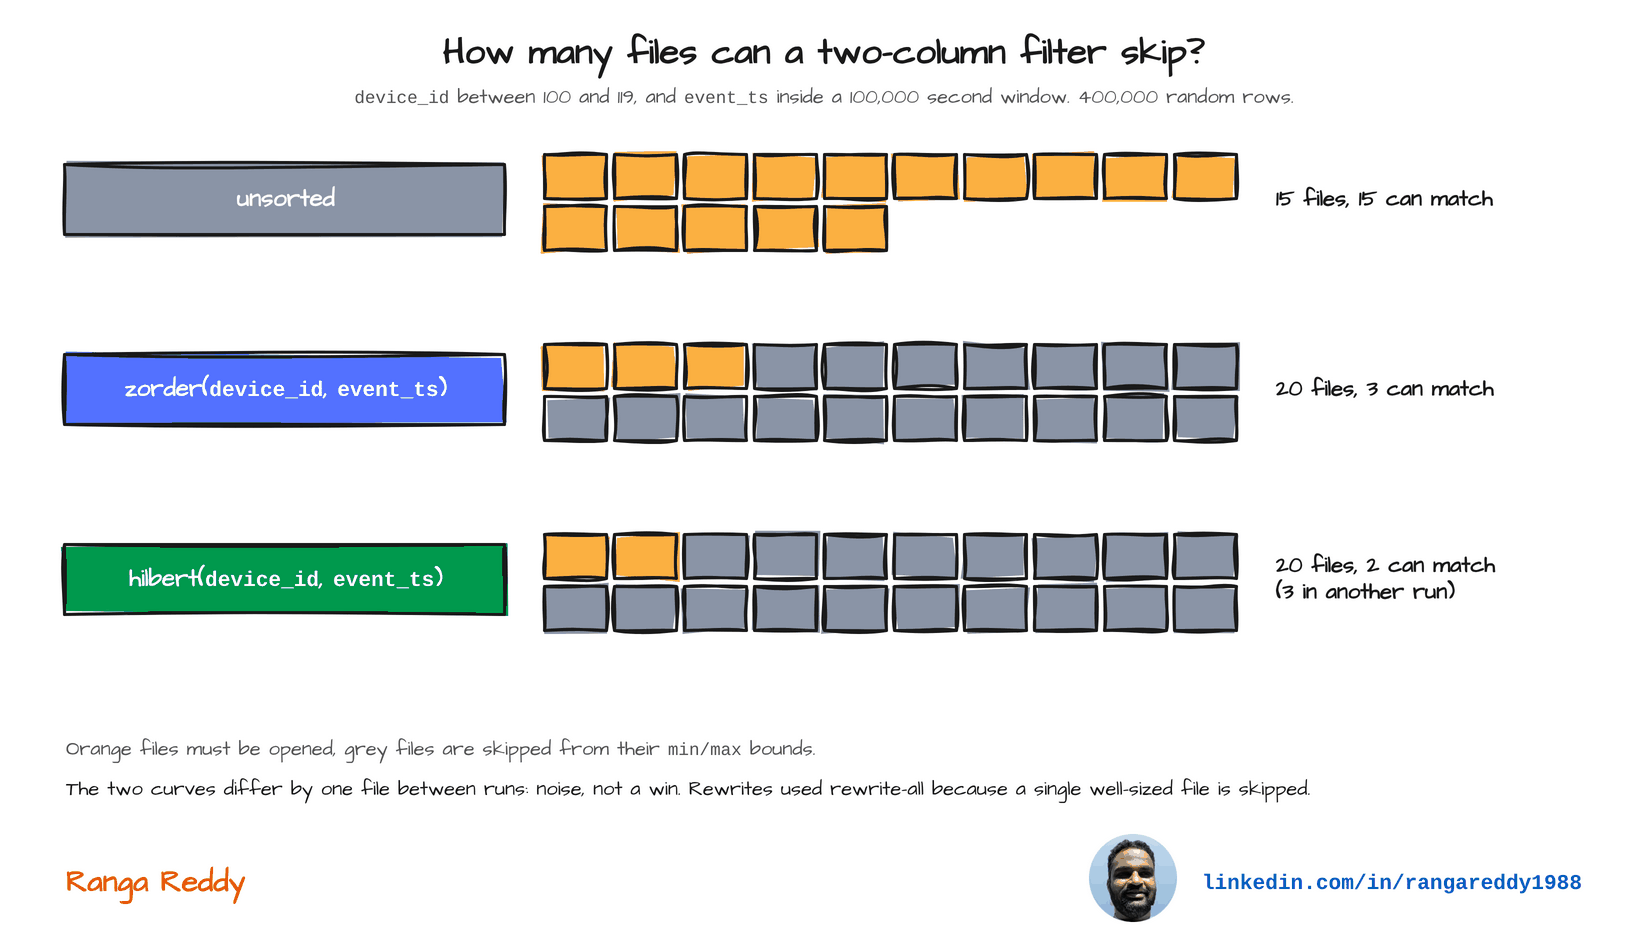 How many files can a two-column filter skip?
device_id between 100 and 119, and event_ts inside a 100,000 second window. 400,000 random rows.
unsorted
15 files, 15 can match
zorder(device_id, event_ts)
20 files, 3 can match
hilbert(device_id, event_ts)
20 files, 2 can match
(3 in another run)
Orange files must be opened, grey files are skipped from their min/max bounds.
The two curves differ by one file between runs: noise, not a win. Rewrites used rewrite-all because a single well-sized file is skipped.
Ranga Reddy
linkedin.com/in/rangareddy1988